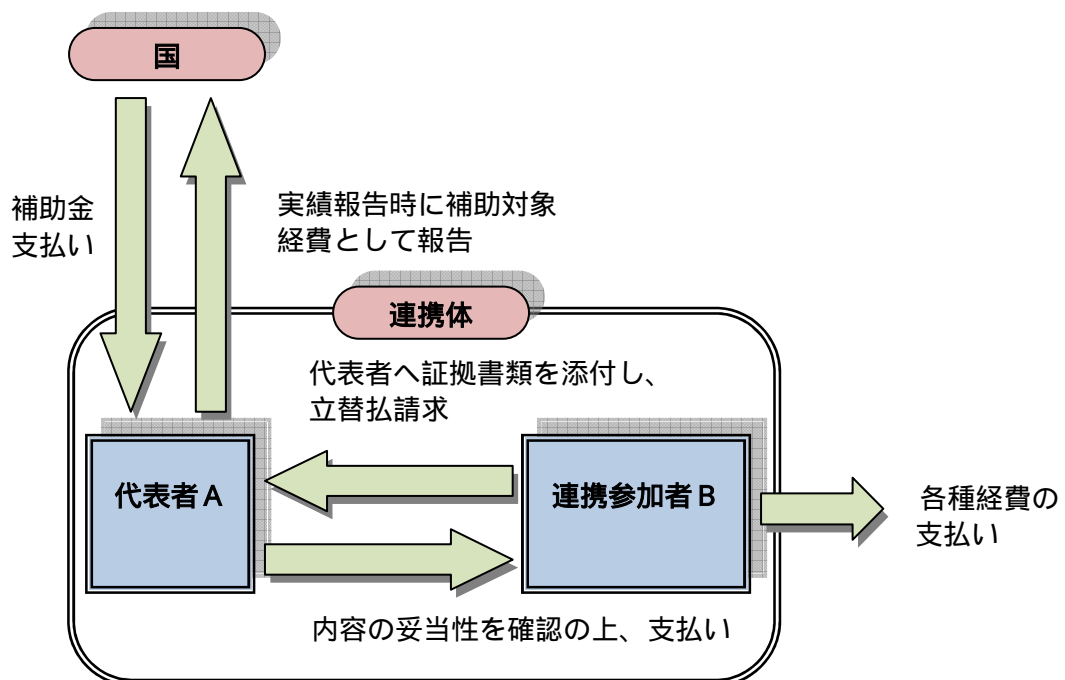 国
補助金
支払い
実績報告時に補助対象
経費として報告
連携体
代表者へ証拠書類を添付し、
立替払請求
代表者A
連携参加者B
各種経費の
支払い
内容の妥当性を確認の上、支払い